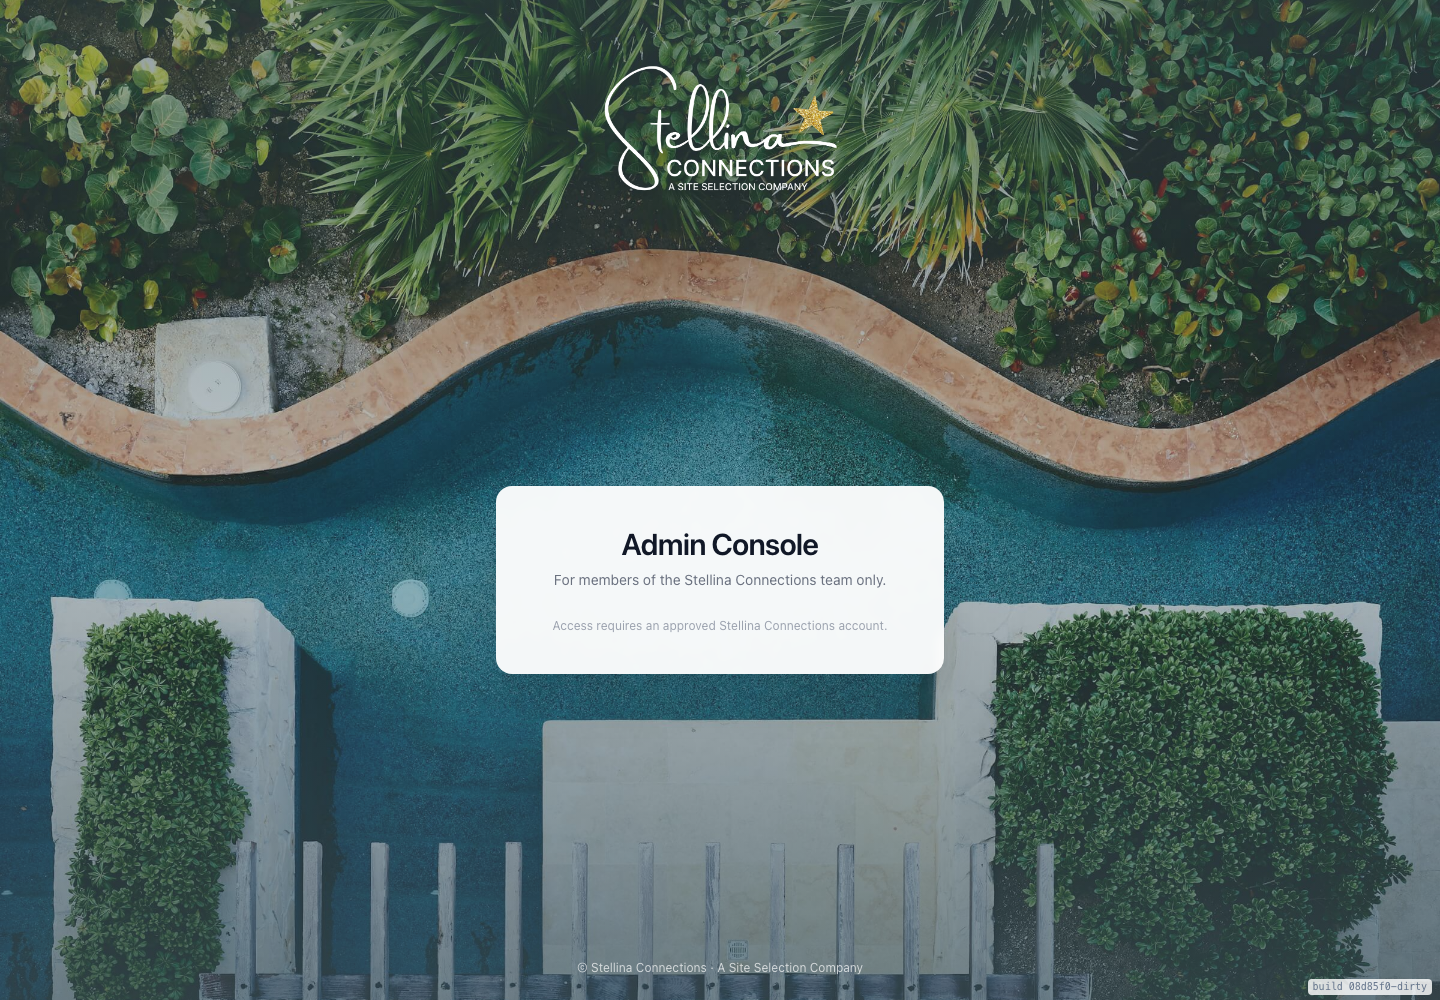 Stellina
CONNECTIONS
A SITE SELECTION COMPANY
Admin Console
For members of the Stellina Connections team only.
Access requires an approved Stellina Connections account.
© Stellina Connections · A Site Selection Company
build 08d85f0-dirty